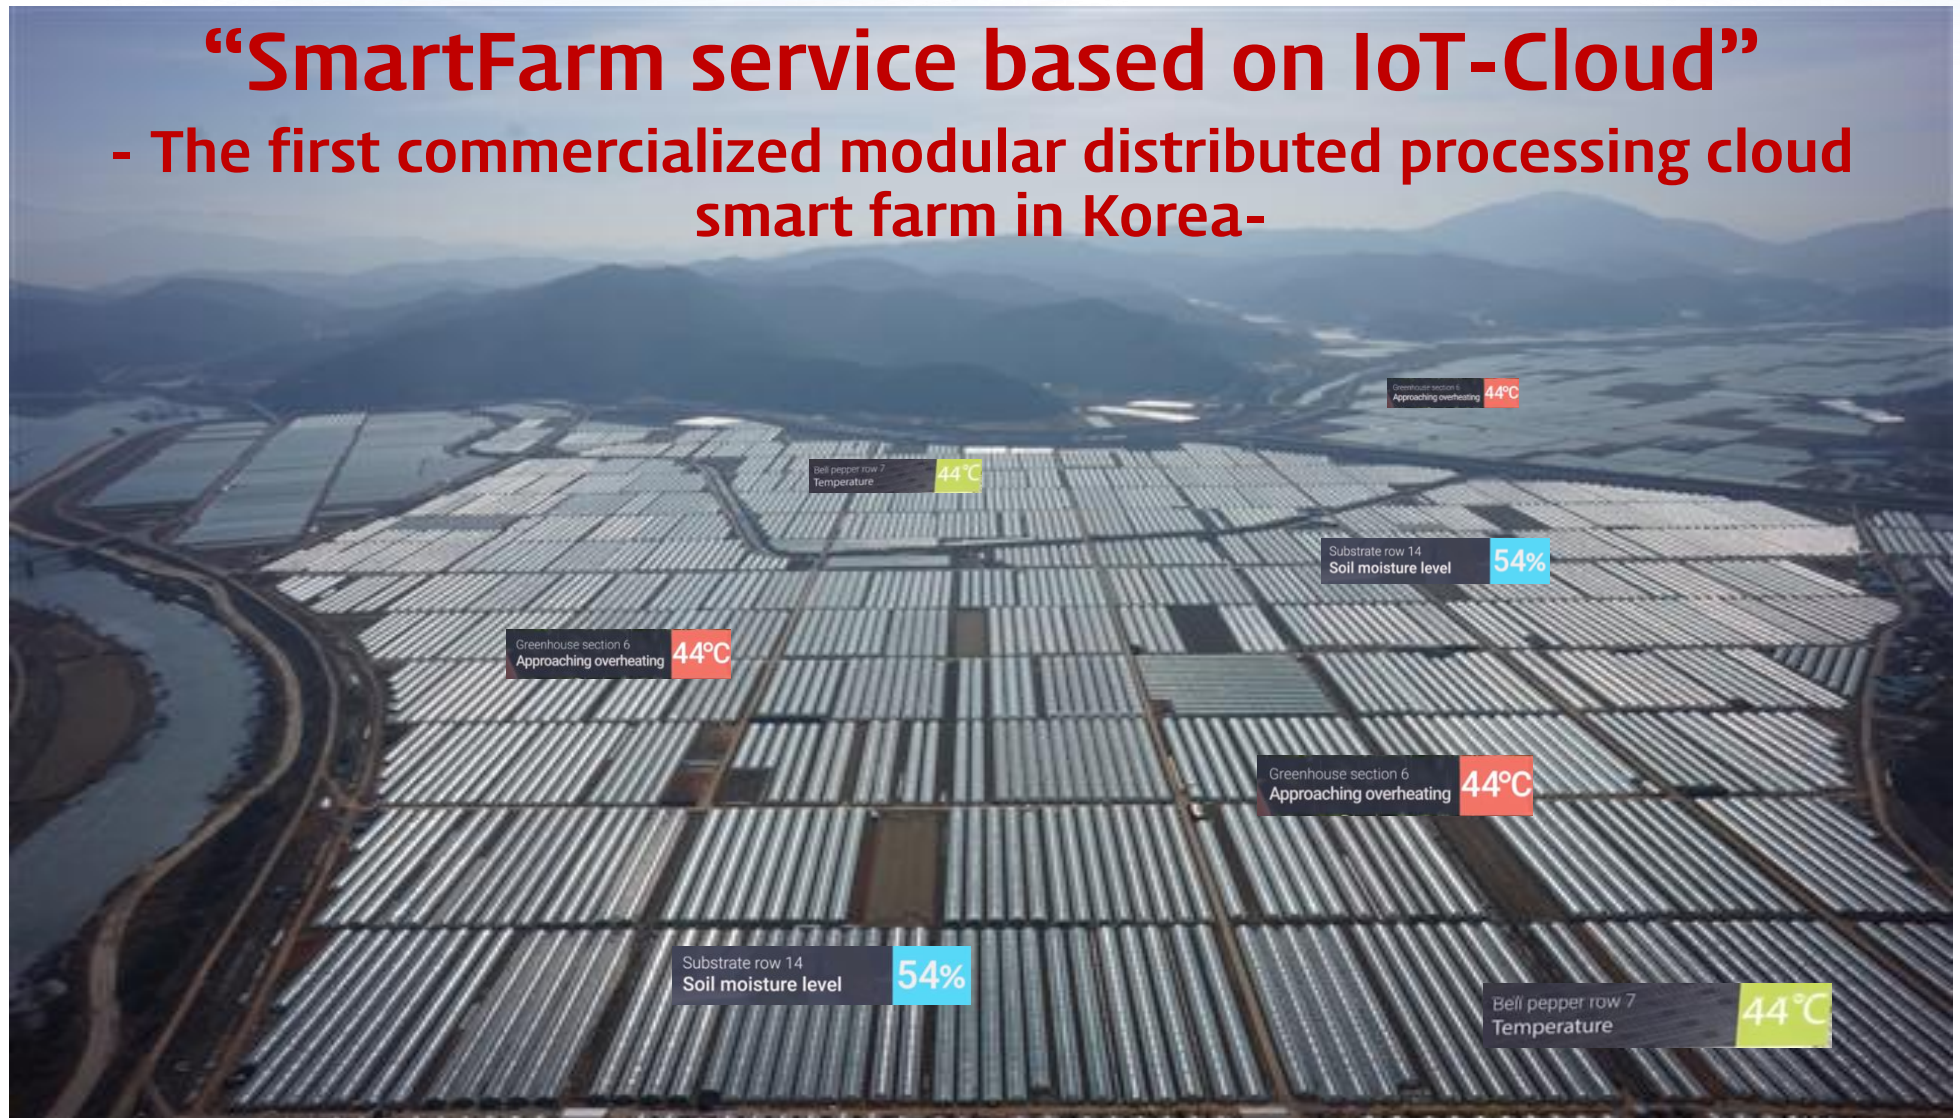 “SmartFarm service based on IoT-Cloud”
- The first commercialized modular distributed processing cloud
smart farm in Korea-
Greenhouse section 6
Approaching overheating 44°C
Bell pepper row 7
Temperature 44°C
Substrate row 14
Soil moisture level 54%
Greenhouse section 6
Approaching overheating 44°C
Greenhouse section 6
Approaching overheating 44°C
Substrate row 14
Soil moisture level 54%
Bell pepper row 7
Temperature 44°C